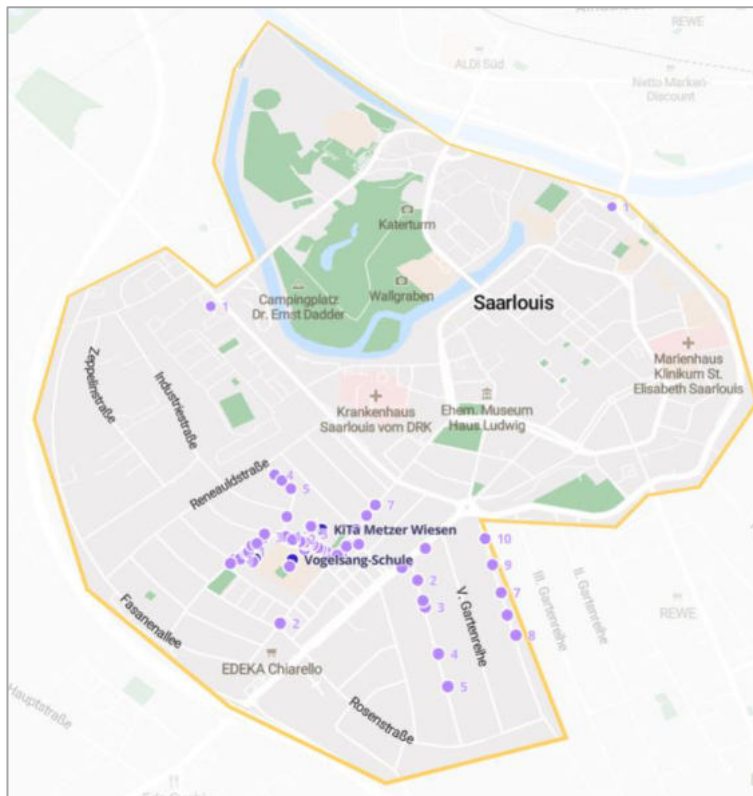 REWE
ALDI Süd
Netto Marken-
Discount
1
Katerturm
Campingplatz
Dr. Ernst Dadder
Wallgraben
Saarlouis
1
Zeppelinstraße
Industriestraße
Marienhaus
Klinikum St.
Elisabeth Saarlouis
Krankenhaus
Saarlouis vom DRK
Ehem. Museum
Haus Ludwig
Reneauldstraße
4
5
7
KiTa Metzer Wiesen
10
Vogelsang-Schule
9
2
7
3
8
V. Gartenreihe
III. Gartenreihe
II. Gartenreihe
REWE
Fasanenallee
2
4
EDEKA Chiarello
5
Rosenstraße
Hauptstraße